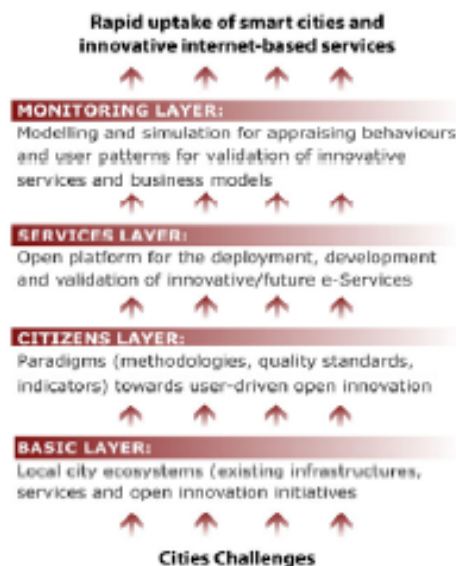 Rapid uptake of smart cities and
innovative internet-based services
MONITORING LAYER:
Modelling and simulation for appraising behaviours
and user patterns for validation of innovative
services and business models
SERVICES LAYER:
Open platform for the deployment, development
and validation of innovative/future e-Services
CITIZENS LAYER:
Paradigms (methodologies, quality standards,
indicators) towards user-driven open innovation
BASIC LAYER:
Local city ecosystems (existing infrastructures,
services and open innovation initiatives
Cities Challenges